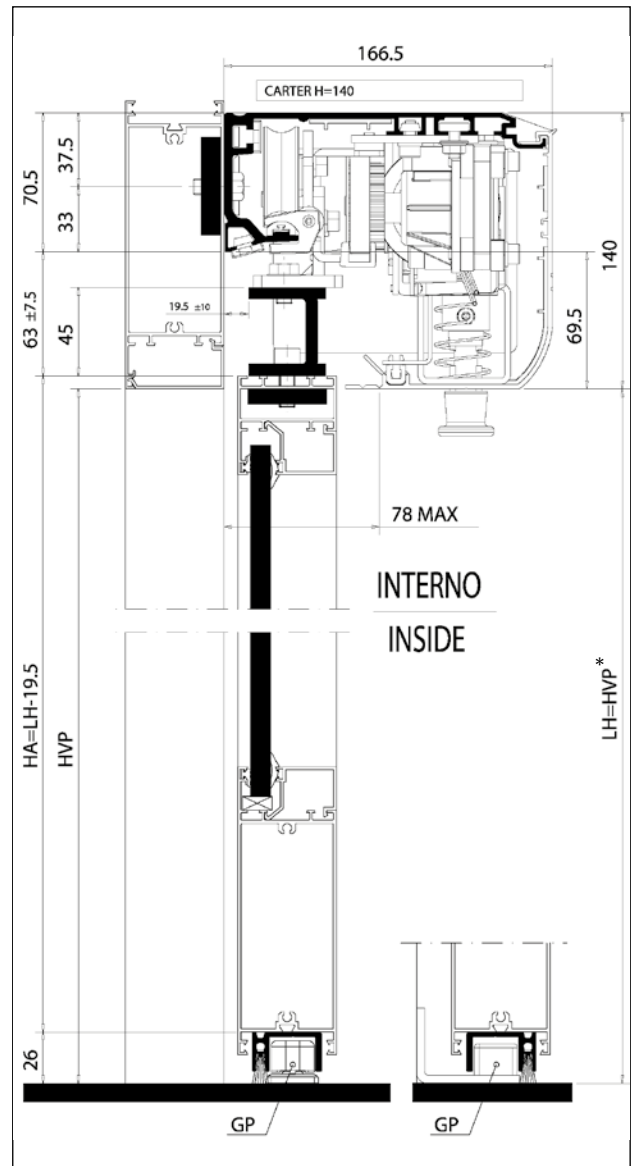 166.5
CARTER H=140
70.5
37.5
33
140
63 ±7.5
45
19.5 ±10
69.5
78 MAX
INTERNO
INSIDE
HA=LH-19.5
HVP
LH=HVP*
26
GP
GP